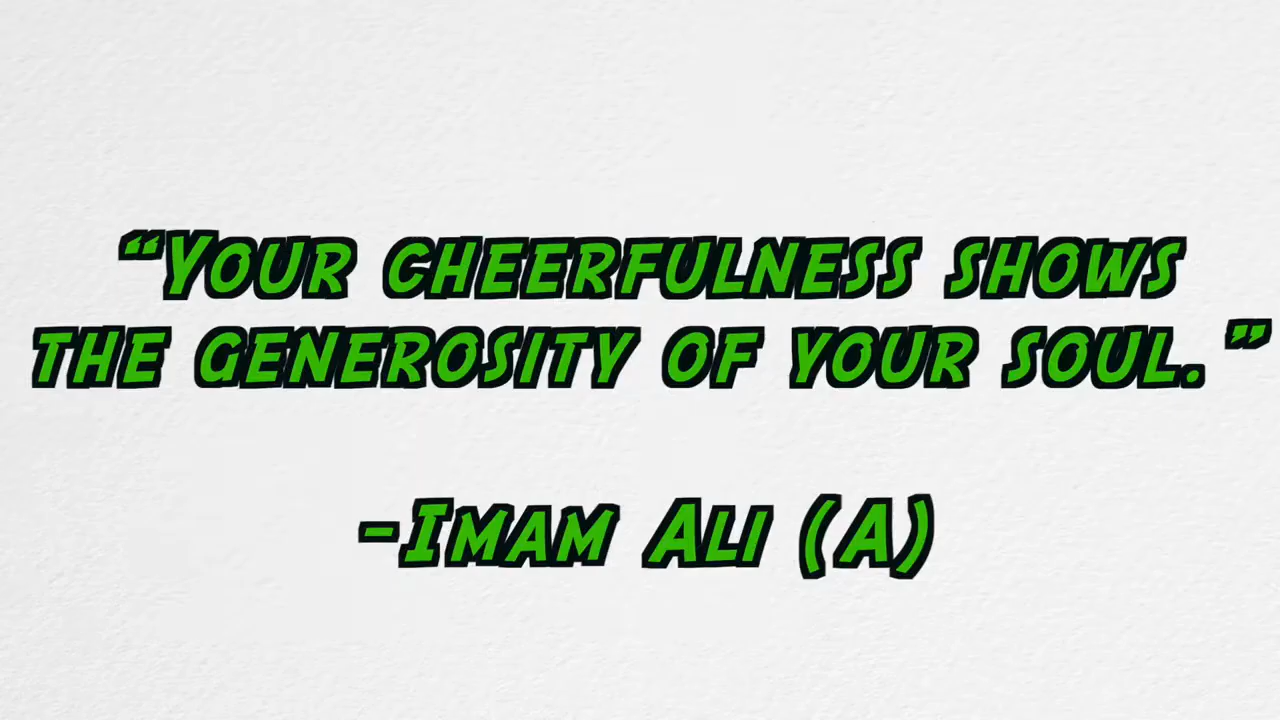 “Your cheerfulness shows
the generosity of your soul.”
-Imam Ali (A)